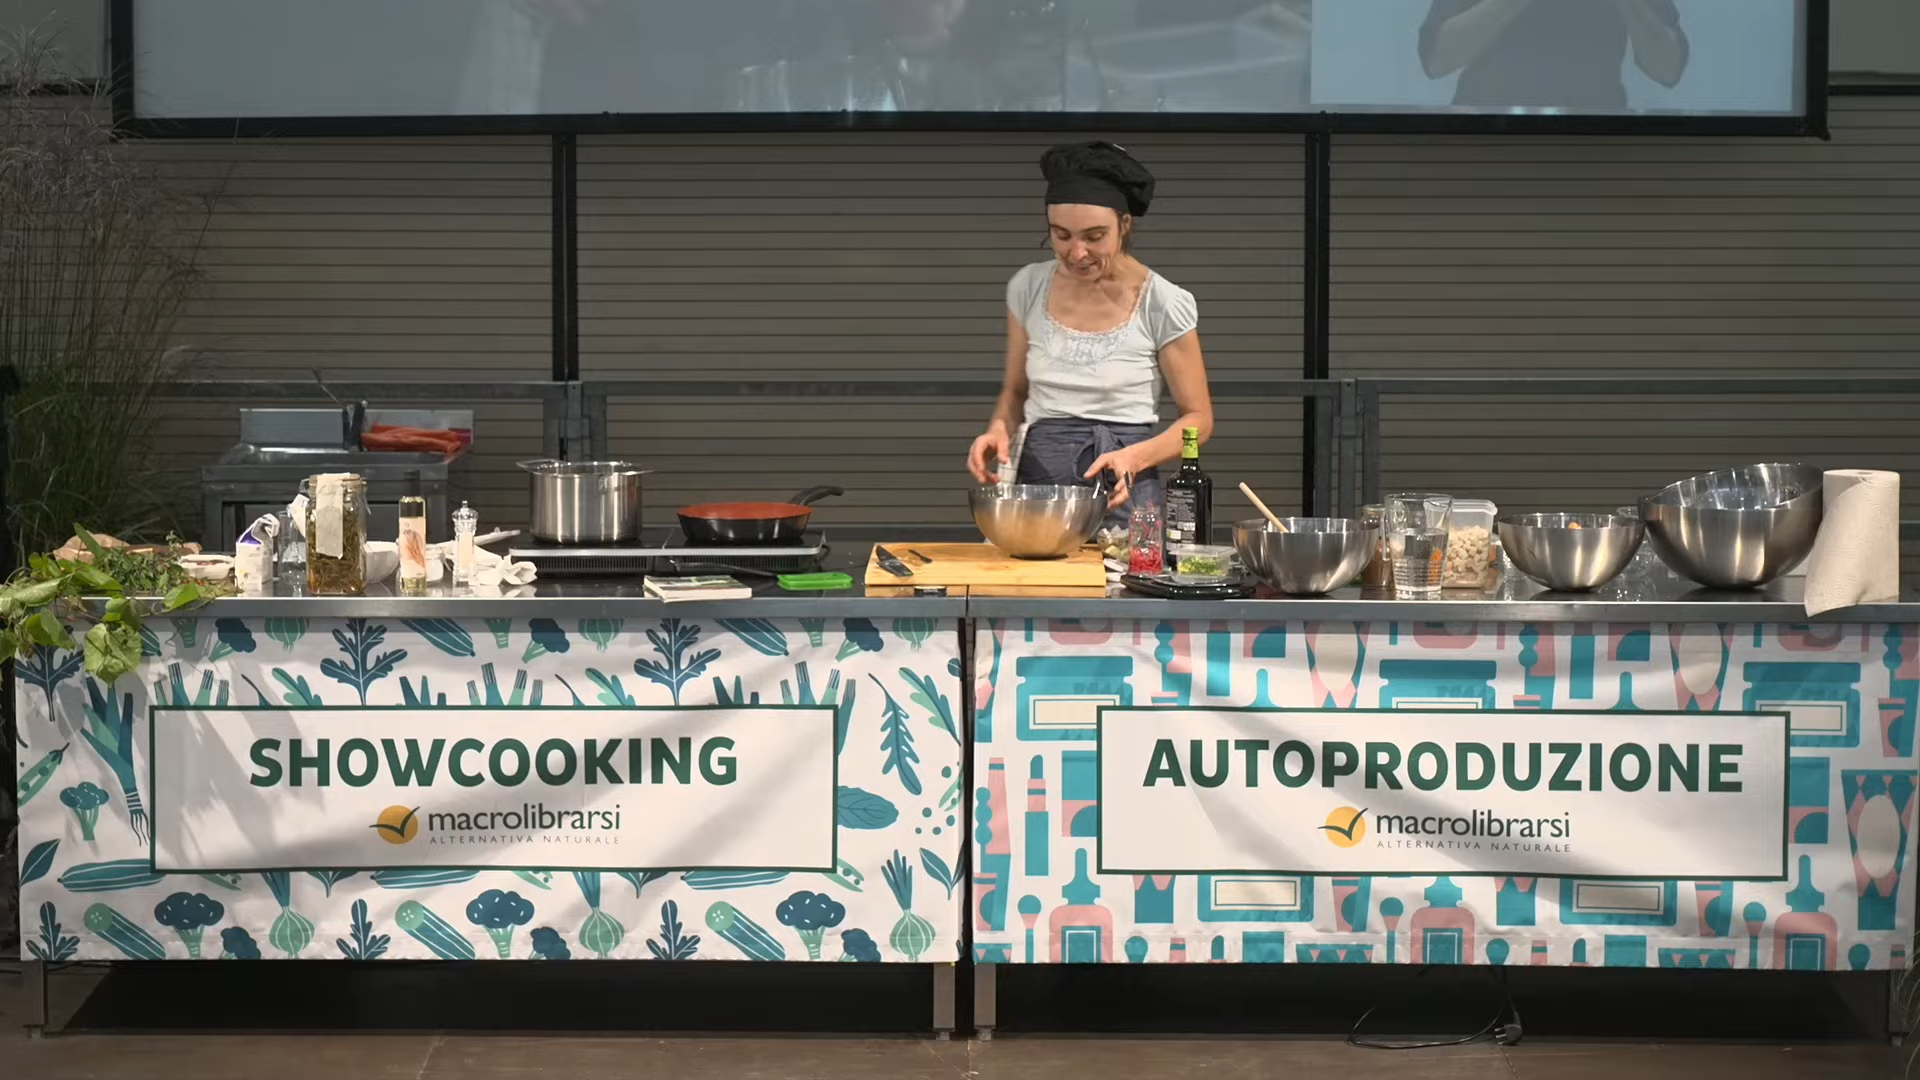 SHOWCOOKING
macrolibrarsi
ALTERNATIVA NATURALE
AUTOPRODUZIONE
macrolibrarsi
ALTERNATIVA NATURALE